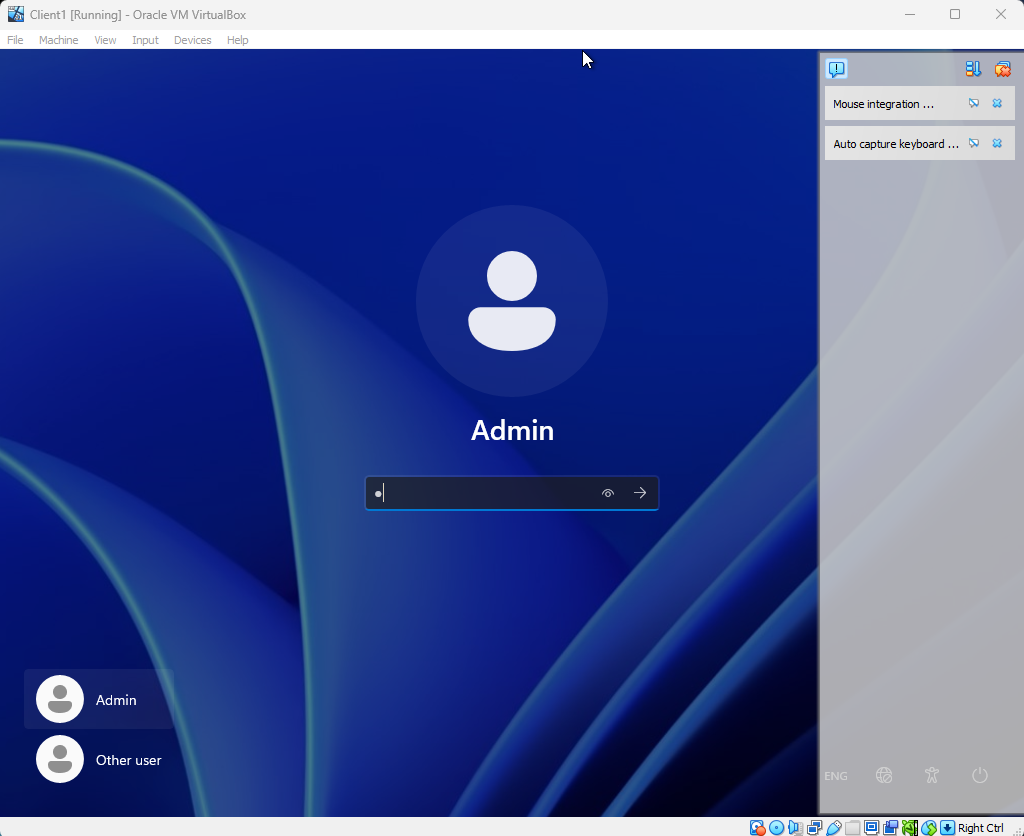 Client1 [Running] - Oracle VM VirtualBox
File Machine View Input Devices Help
Mouse integration ...
Auto capture keyboard ...
Admin
Admin
Other user
ENG
Right Ctrl